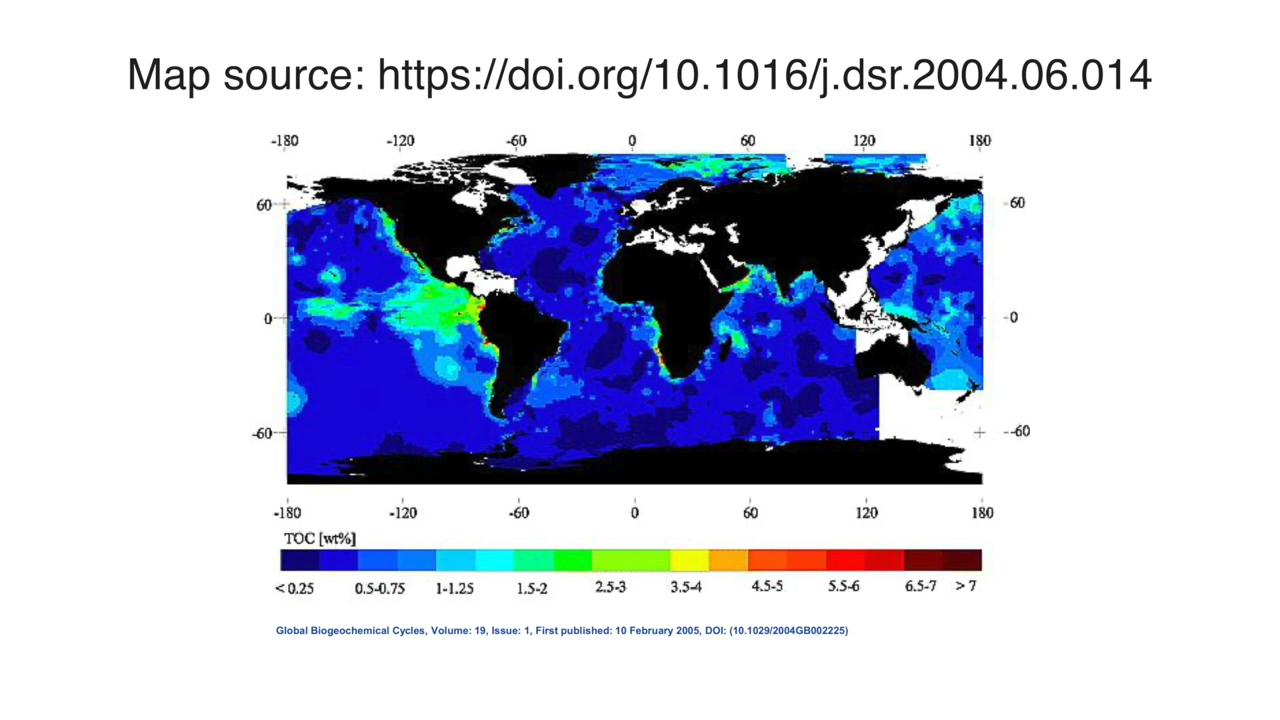 Map source: https://doi.org/10.1016/j.dsr.2004.06.014
-180 -120 -60 0 60 120 180
60 60
0 0
-60 -60
-180 -120 -60 0 60 120 180
TOC [wt%]
< 0.25 0.5-0.75 1-1.25 1.5-2 2.5-3 3.5-4 4.5-5 5.5-6 6.5-7 > 7
Global Biogeochemical Cycles, Volume: 19, Issue: 1, First published: 10 February 2005, DOI: (10.1029/2004GB002225)